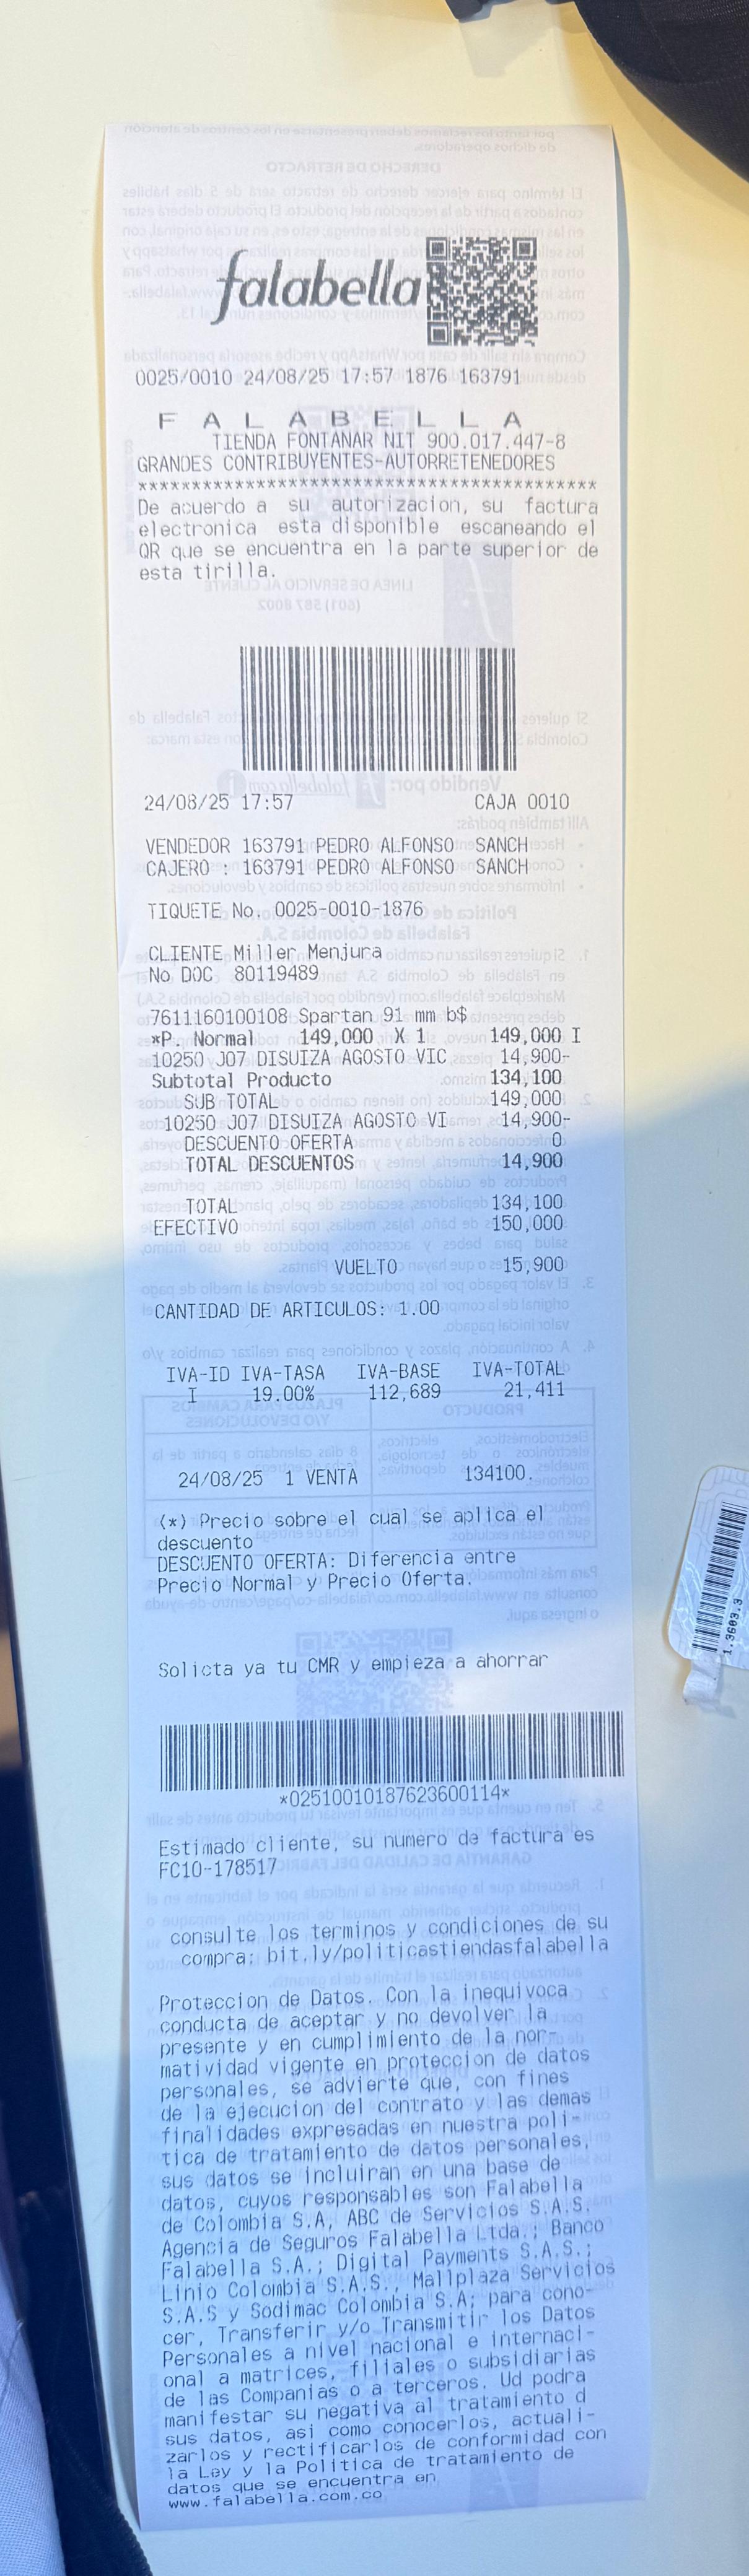 falabella
0025/0010 24/08/25 17:57 1876 163791
F A L A B E L L A
TIENDA FONTANAR NIT 900.017.447-8
GRANDES CONTRIBUYENTES-AUTORRETENEDORES
*******************************************
De acuerdo a su autorizacion, su factura
electronica esta disponible escaneando el
QR que se encuentra en la parte superior de
esta tirilla.
24/08/25 17:57 CAJA 0010
VENDEDOR 163791 PEDRO ALFONSO SANCH
CAJERO : 163791 PEDRO ALFONSO SANCH
TIQUETE No. 0025-0010-1876
CLIENTE Miller Menjura
No DOC 80119489
7611160100108 Spartan 91 mm b$
*P. Normal 149,000 X 1 149,000 I
10250 J07 DISUIZA AGOSTO VIC 14,900-
Subtotal Producto 134,100
SUB TOTAL 149,000
10250 J07 DISUIZA AGOSTO VI 14,900-
DESCUENTO OFERTA 0
TOTAL DESCUENTOS 14,900
TOTAL 134,100
EFECTIVO 150,000
VUELTO 15,900
CANTIDAD DE ARTICULOS: 1.00
IVA-ID IVA-TASA IVA-BASE IVA-TOTAL
I 19.00% 112,689 21,411
24/08/25 1 VENTA 134100.
(*) Precio sobre el cual se aplica el
descuento
DESCUENTO OFERTA: Diferencia entre
Precio Normal y Precio Oferta.
Solicta ya tu CMR y empieza a ahorrar
*02510010187623600114*
Estimado cliente, su numero de factura es
FC10-178517
consulte los terminos y condiciones de su
compra: bit.ly/politicastiendasfalabella
Proteccion de Datos. Con la inequivoca
conducta de aceptar y no devolver la
presente y en cumplimiento de la nor-
matividad vigente en proteccion de datos
personales, se advierte que, con fines
de la ejecucion del contrato y las demas
finalidades expresadas en nuestra poli-
tica de tratamiento de datos personales,
sus datos se incluiran en una base de
datos, cuyos responsables son Falabella
de Colombia S.A, ABC de Servicios S.A.S.
Agencia de Seguros Falabella Ltda.; Banco
Falabella S.A.; Digital Payments S.A.S.;
Linio Colombia S.A.S., Mallplaza Servicios
S.A.S y Sodimac Colombia S.A; para cono-
cer, Transferir y/o Transmitir los Datos
Personales a nivel nacional e internaci-
onal a matrices, filiales o subsidiarias
de las Companias o a terceros. Ud podra
manifestar su negativa al tratamiento d
sus datos, asi como conocerlos, actuali-
zarlos y rectificarlos de conformidad con
la Ley y la Politica de tratamiento de
datos que se encuentra en
www.falabella.com.co
1.3603.3